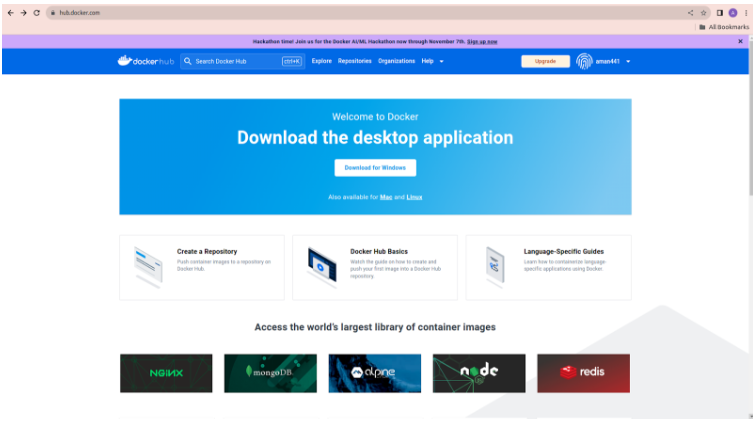 hub.docker.com
All Bookmarks
Hackathon time! Join us for the Docker AI/ML Hackathon now through November 7th. Sign up now
dockerhub
Search Docker Hub
ctrl+K
Explore
Repositories
Organizations
Help
Upgrade
aman441
Welcome to Docker
Download the desktop application
Download for Windows
Also available for Mac and Linux
Create a Repository
Push container images to a repository on
Docker Hub.
Docker Hub Basics
Watch the guide on how to create and
push your first image into a Docker Hub
repository.
Language-Specific Guides
Learn how to containerize language-
specific applications using Docker.
Access the world's largest library of container images
NGINX
mongoDB.
alpine
node
redis